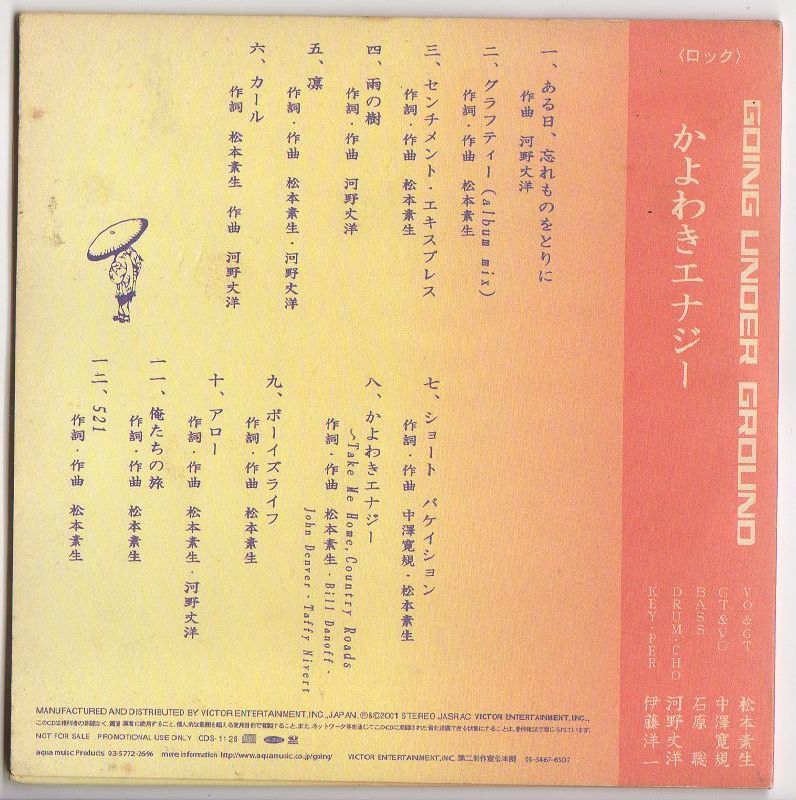 〈ロック〉
GOING UNDER GROUND
かよわきエナジー
VO&GT 松本素生
GT&VO 中澤寛規
BASS 石原 聡
DRUM・CHO 河野丈洋
KEY・PER 伊藤洋一
一、ある日、忘れものをとりに
作曲 河野丈洋
二、グラフティー(album mix)
作詞・作曲 松本素生
三、センチメント・エキスプレス
作詞・作曲 松本素生
四、雨の樹
作詞・作曲 河野丈洋
五、凛
作詞・作曲 松本素生・河野丈洋
六、カール
作詞 松本素生 作曲 河野丈洋
七、ショート バケイション
作詞・作曲 中澤寛規・松本素生
八、かよわきエナジー
〜Take Me Home,Country Roads
作詞・作曲 松本素生・Bill Danoff・
John Denver・Taffy Nivert
九、ボーイズライフ
作詞・作曲 松本素生
十、アロー
作詞・作曲 松本素生・河野丈洋
一一、俺たちの旅
作詞・作曲 松本素生
一二、521
作詞・作曲 松本素生
MANUFACTURED AND DISTRIBUTED BY VICTOR ENTERTAINMENT,INC.,JAPAN. ℗&©2001 STEREO JASRAC VICTOR ENTERTAINMENT,INC.,
NOT FOR SALE PROMOTIONAL USE ONLY CDS-1128
aqua muisc Products 03-5772-2696 more information http://www.aquamusic.co.jp/going/ VICTOR ENTERTAINMENT,INC. 第二制作宣伝本部 03-5467-6507